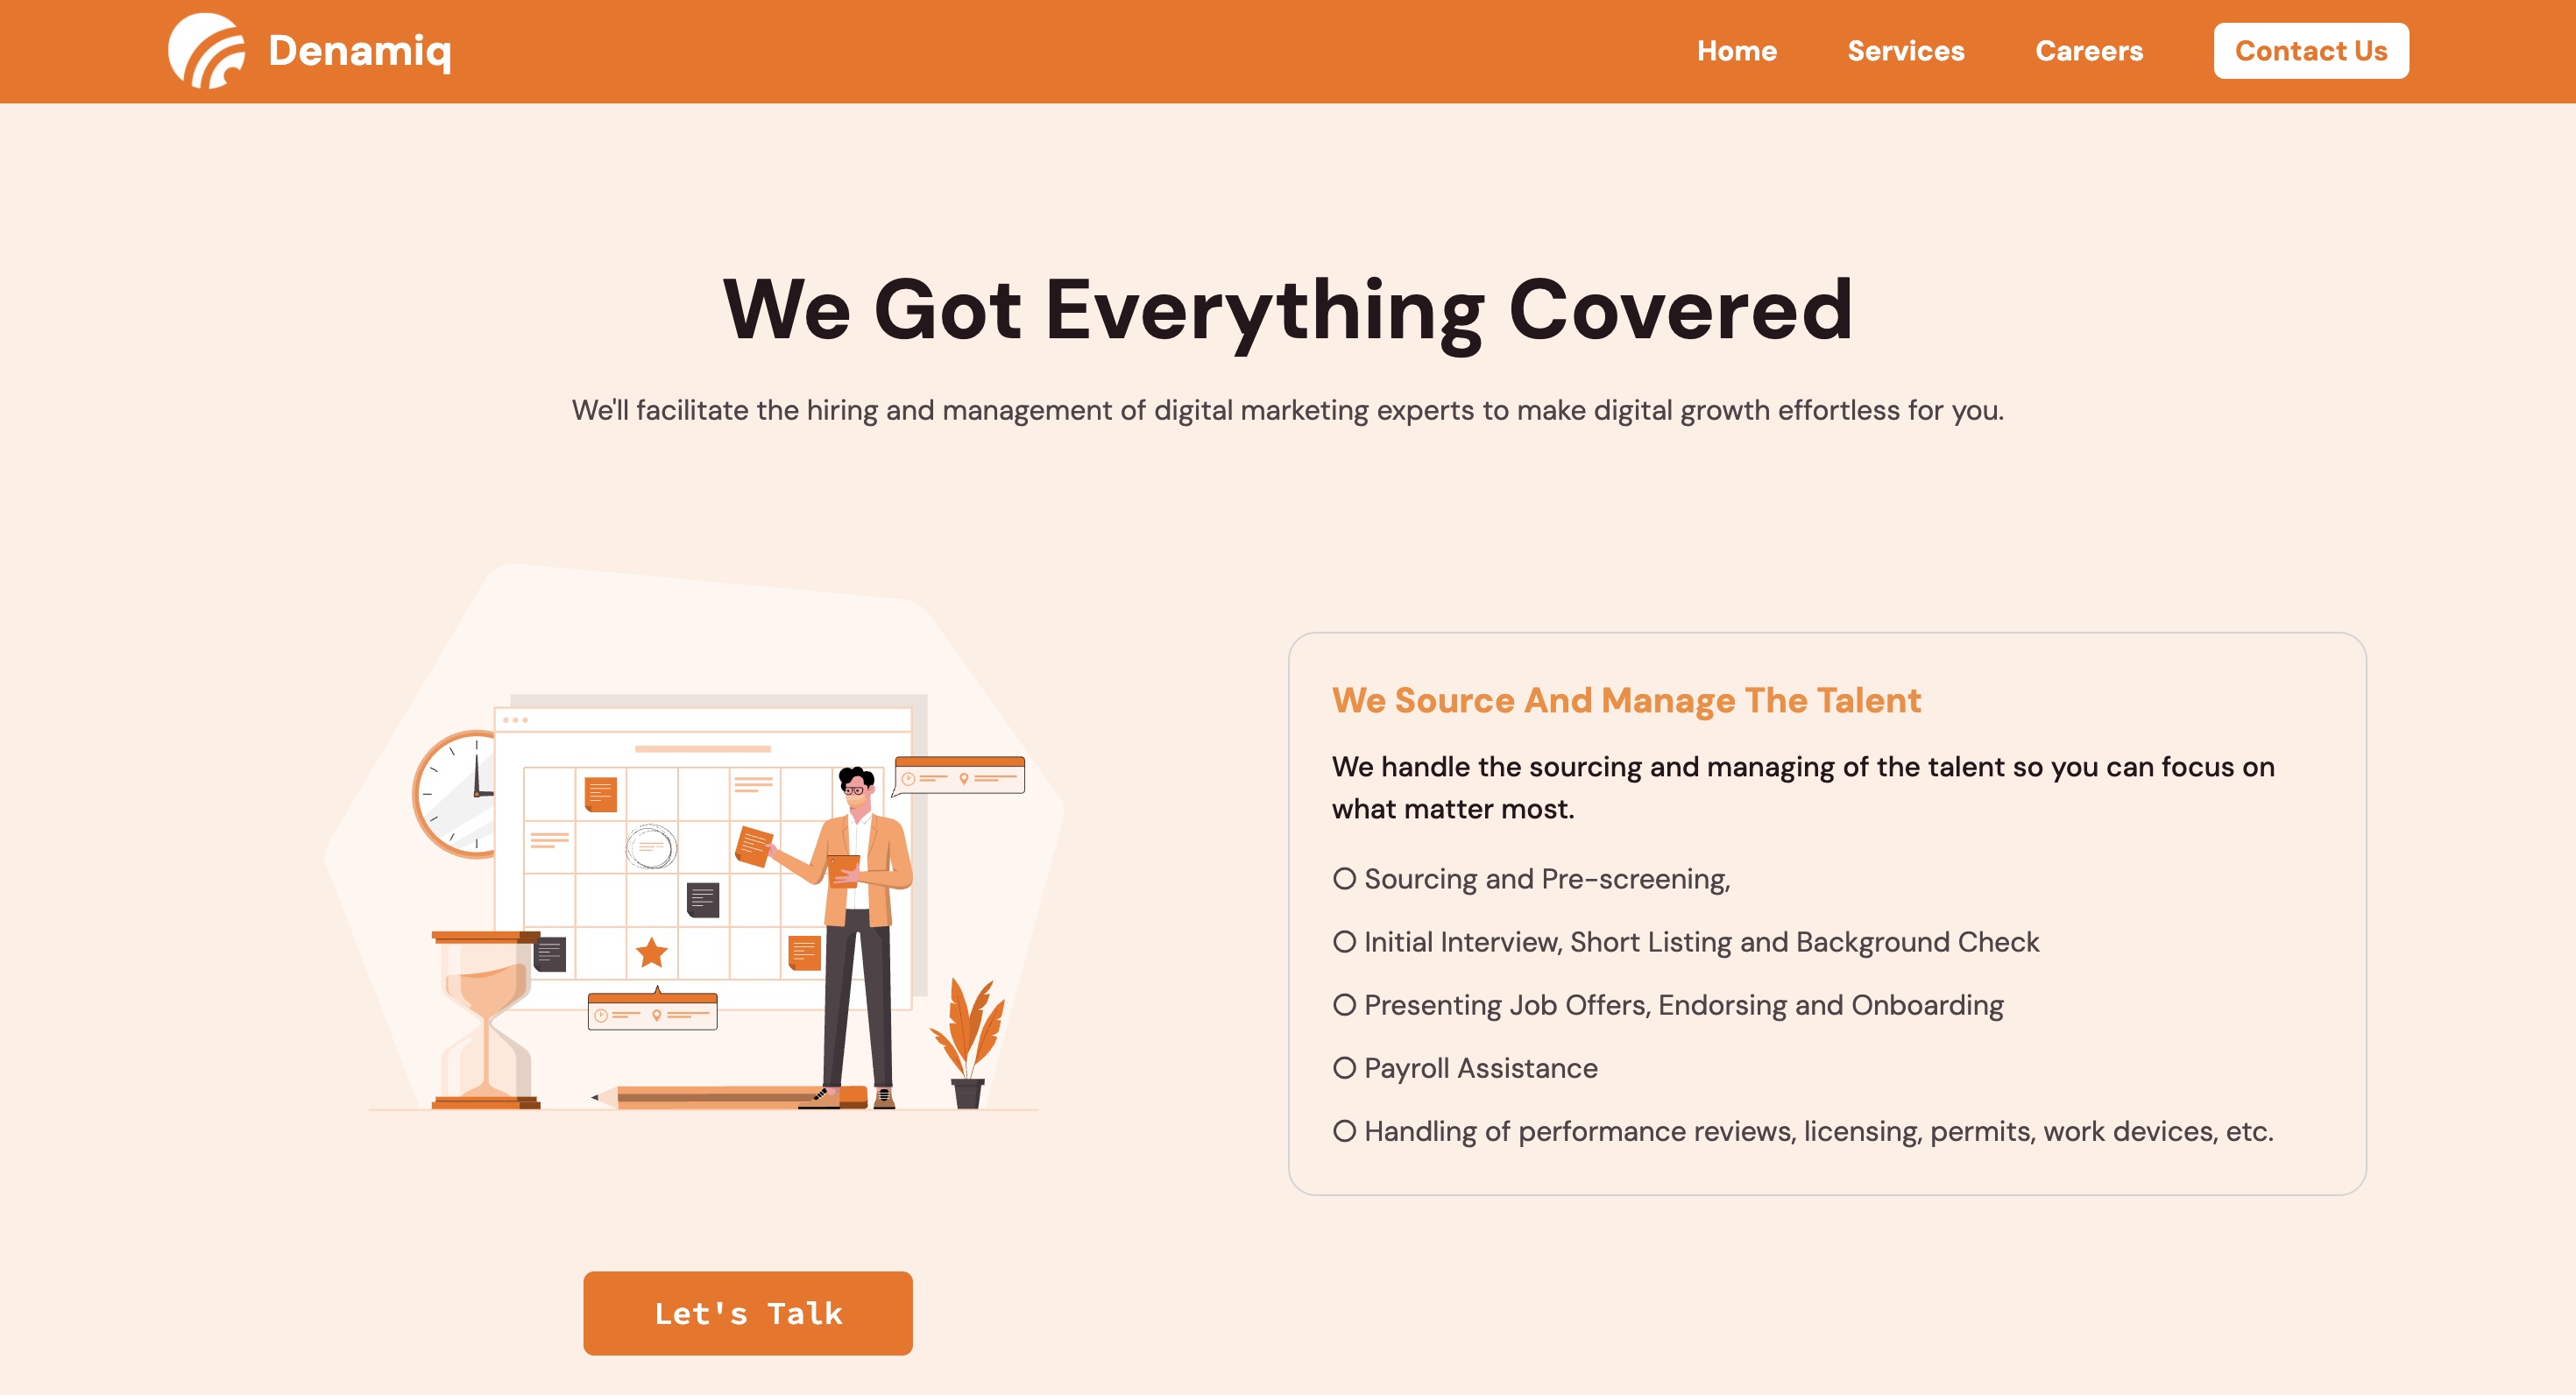 Denamiq
Home
Services
Careers
Contact Us
We Got Everything Covered
We'll facilitate the hiring and management of digital marketing experts to make digital growth effortless for you.
We Source And Manage The Talent
We handle the sourcing and managing of the talent so you can focus on
what matter most.
Sourcing and Pre-screening,
Initial Interview, Short Listing and Background Check
Presenting Job Offers, Endorsing and Onboarding
Payroll Assistance
Handling of performance reviews, licensing, permits, work devices, etc.
Let's Talk